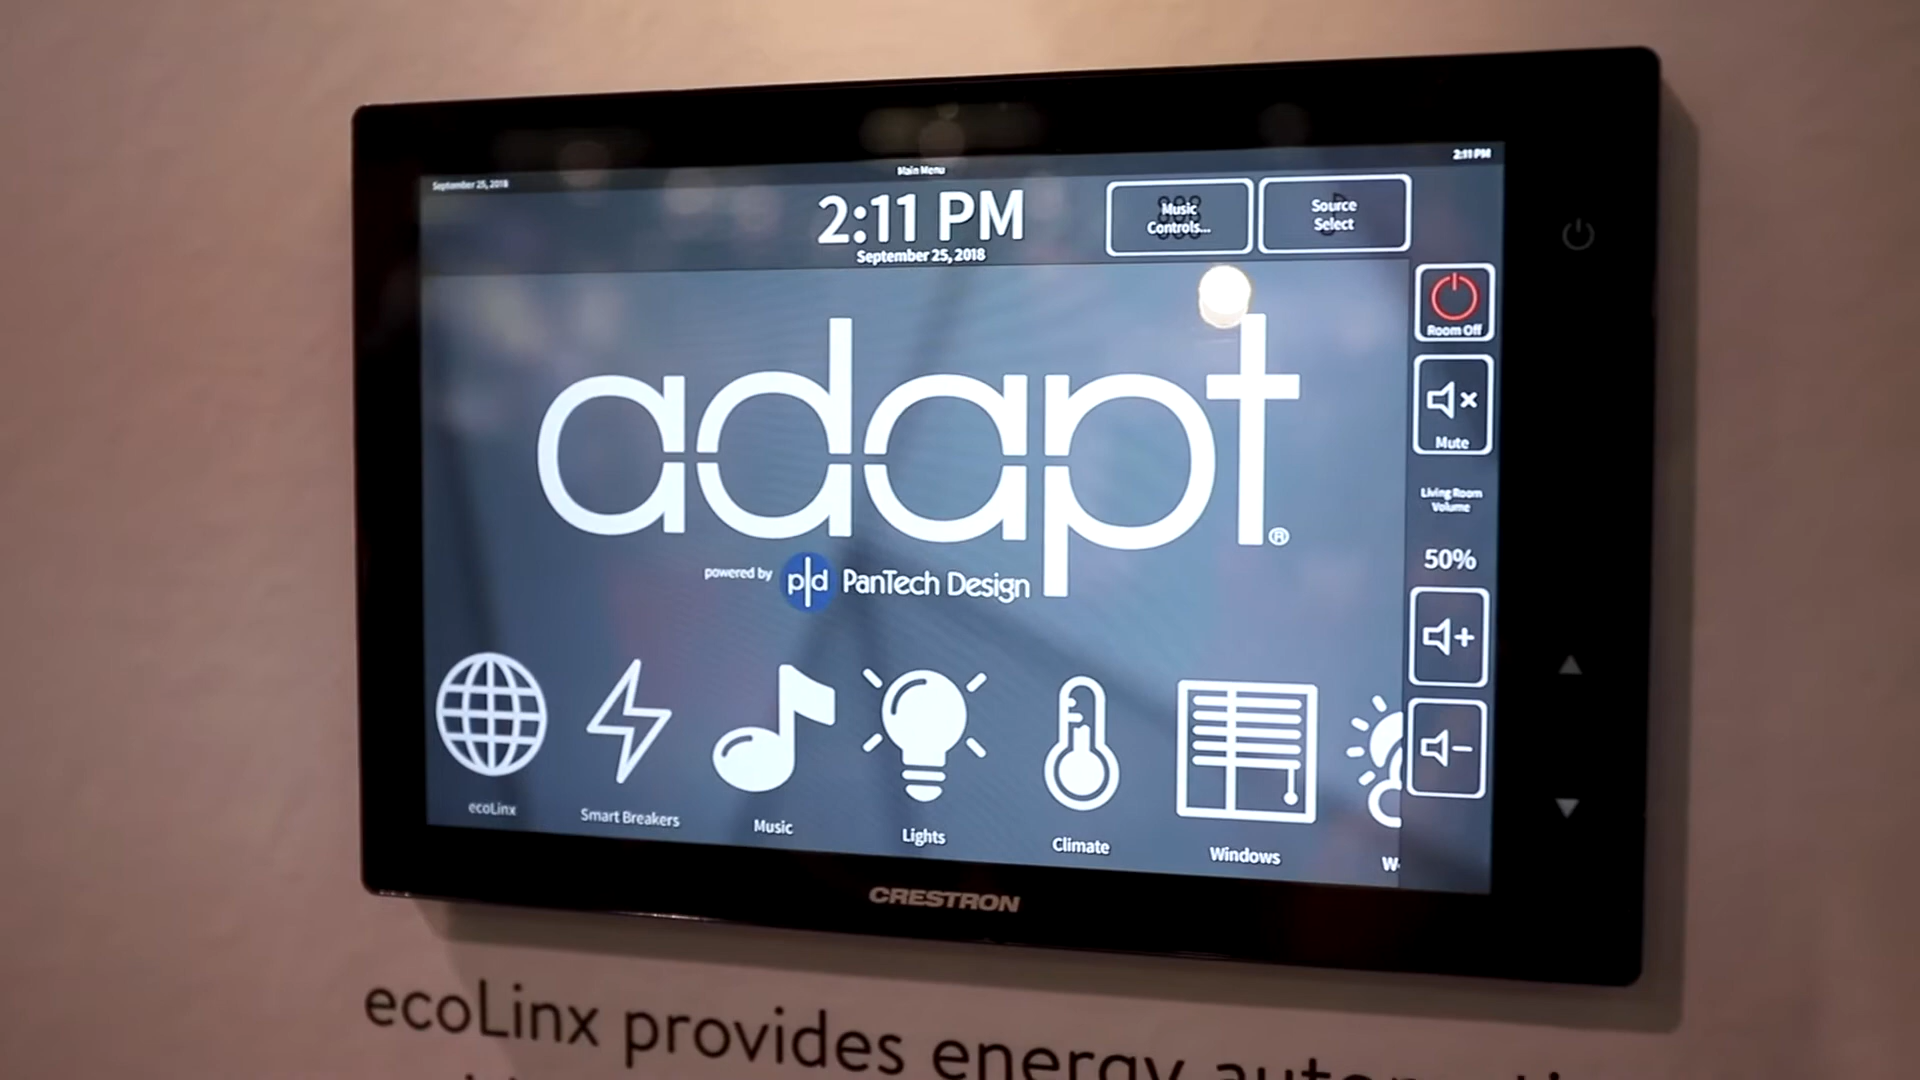 September 25, 2018
Main Menu
2:11 PM
2:11 PM
September 25, 2018
Music
Controls...
Source
Select
Room Off
Mute
Living Room
Volume
50%
adapt®
powered by p|d PanTech Design
ecoLinx
Smart Breakers
Music
Lights
Climate
Windows
CRESTRON
ecoLinx provides energy